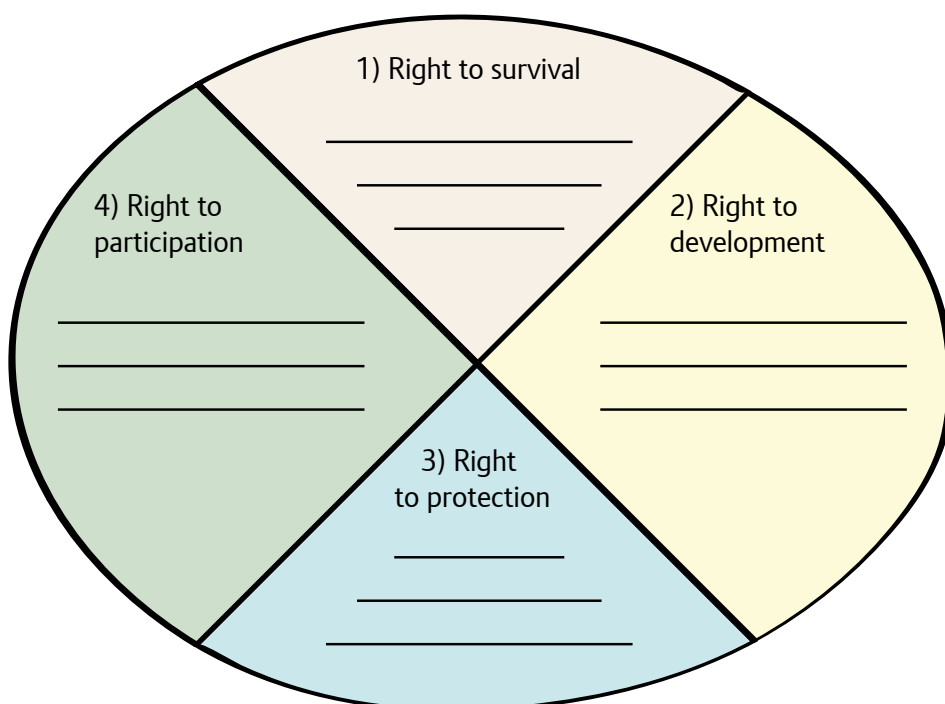 1) Right to survival
2) Right to
development
3) Right
to protection
4) Right to
participation